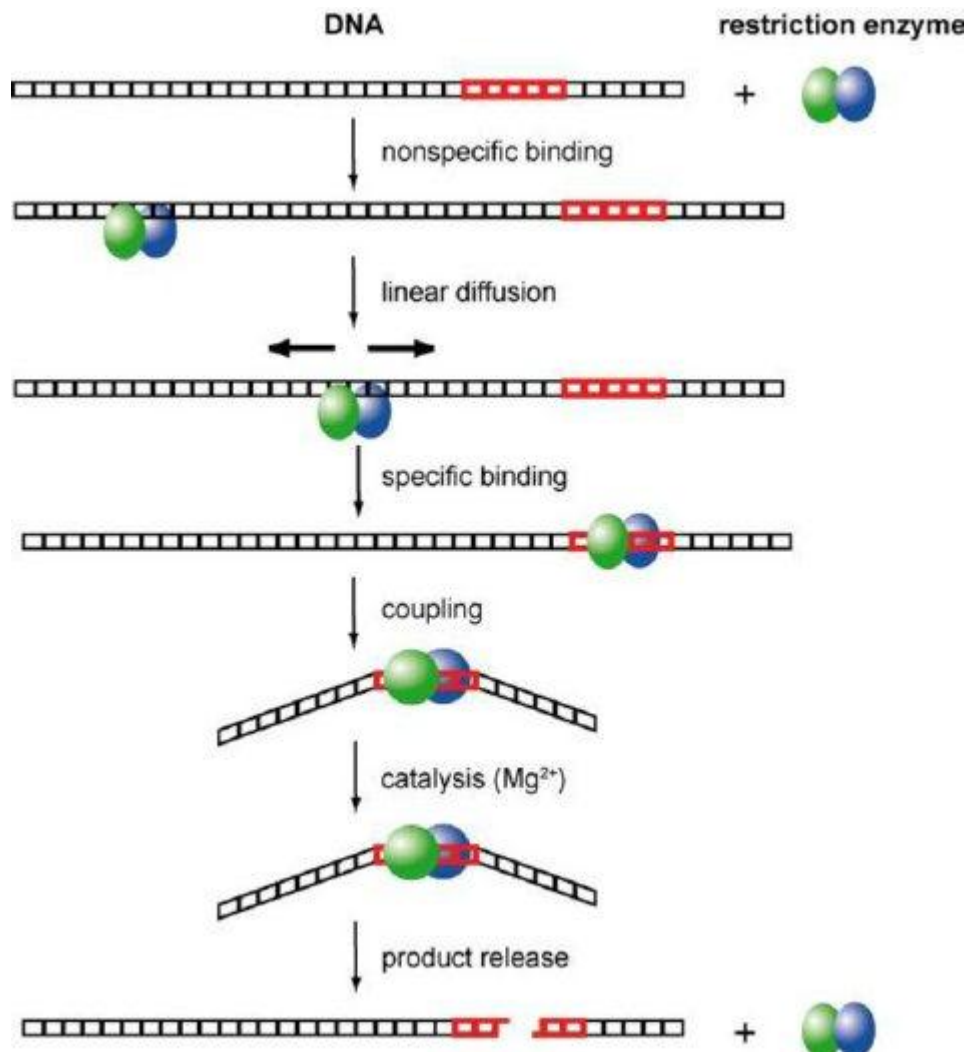 DNA restriction enzyme
+
nonspecific binding
linear diffusion
specific binding
coupling
catalysis (Mg²⁺)
product release
+